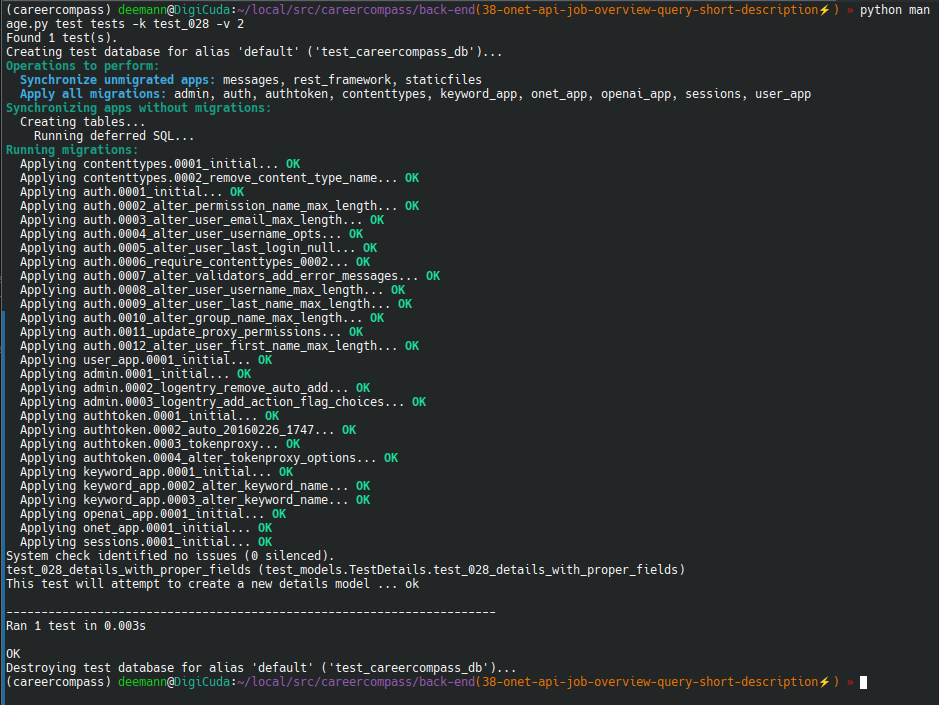 (careercompass) deemann@DigiCuda:~/local/src/careercompass/back-end(38-onet-api-job-overview-query-short-description⚡) » python man
age.py test tests -k test_028 -v 2
Found 1 test(s).
Creating test database for alias 'default' ('test_careercompass_db')...
Operations to perform:
  Synchronize unmigrated apps: messages, rest_framework, staticfiles
  Apply all migrations: admin, auth, authtoken, contenttypes, keyword_app, onet_app, openai_app, sessions, user_app
Synchronizing apps without migrations:
  Creating tables...
    Running deferred SQL...
Running migrations:
  Applying contenttypes.0001_initial... OK
  Applying contenttypes.0002_remove_content_type_name... OK
  Applying auth.0001_initial... OK
  Applying auth.0002_alter_permission_name_max_length... OK
  Applying auth.0003_alter_user_email_max_length... OK
  Applying auth.0004_alter_user_username_opts... OK
  Applying auth.0005_alter_user_last_login_null... OK
  Applying auth.0006_require_contenttypes_0002... OK
  Applying auth.0007_alter_validators_add_error_messages... OK
  Applying auth.0008_alter_user_username_max_length... OK
  Applying auth.0009_alter_user_last_name_max_length... OK
  Applying auth.0010_alter_group_name_max_length... OK
  Applying auth.0011_update_proxy_permissions... OK
  Applying auth.0012_alter_user_first_name_max_length... OK
  Applying user_app.0001_initial... OK
  Applying admin.0001_initial... OK
  Applying admin.0002_logentry_remove_auto_add... OK
  Applying admin.0003_logentry_add_action_flag_choices... OK
  Applying authtoken.0001_initial... OK
  Applying authtoken.0002_auto_20160226_1747... OK
  Applying authtoken.0003_tokenproxy... OK
  Applying authtoken.0004_alter_tokenproxy_options... OK
  Applying keyword_app.0001_initial... OK
  Applying keyword_app.0002_alter_keyword_name... OK
  Applying keyword_app.0003_alter_keyword_name... OK
  Applying openai_app.0001_initial... OK
  Applying onet_app.0001_initial... OK
  Applying sessions.0001_initial... OK
System check identified no issues (0 silenced).
test_028_details_with_proper_fields (test_models.TestDetails.test_028_details_with_proper_fields)
This test will attempt to create a new details model ... ok

----------------------------------------------------------------------
Ran 1 test in 0.003s

OK
Destroying test database for alias 'default' ('test_careercompass_db')...
(careercompass) deemann@DigiCuda:~/local/src/careercompass/back-end(38-onet-api-job-overview-query-short-description⚡) »